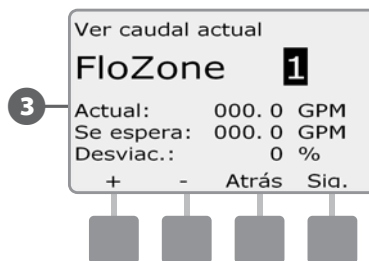 Ver caudal actual
FloZone 1
3
Actual: 000.0 GPM
Se espera: 000.0 GPM
Desviac.: 0 %
+ - Atrás Sig.